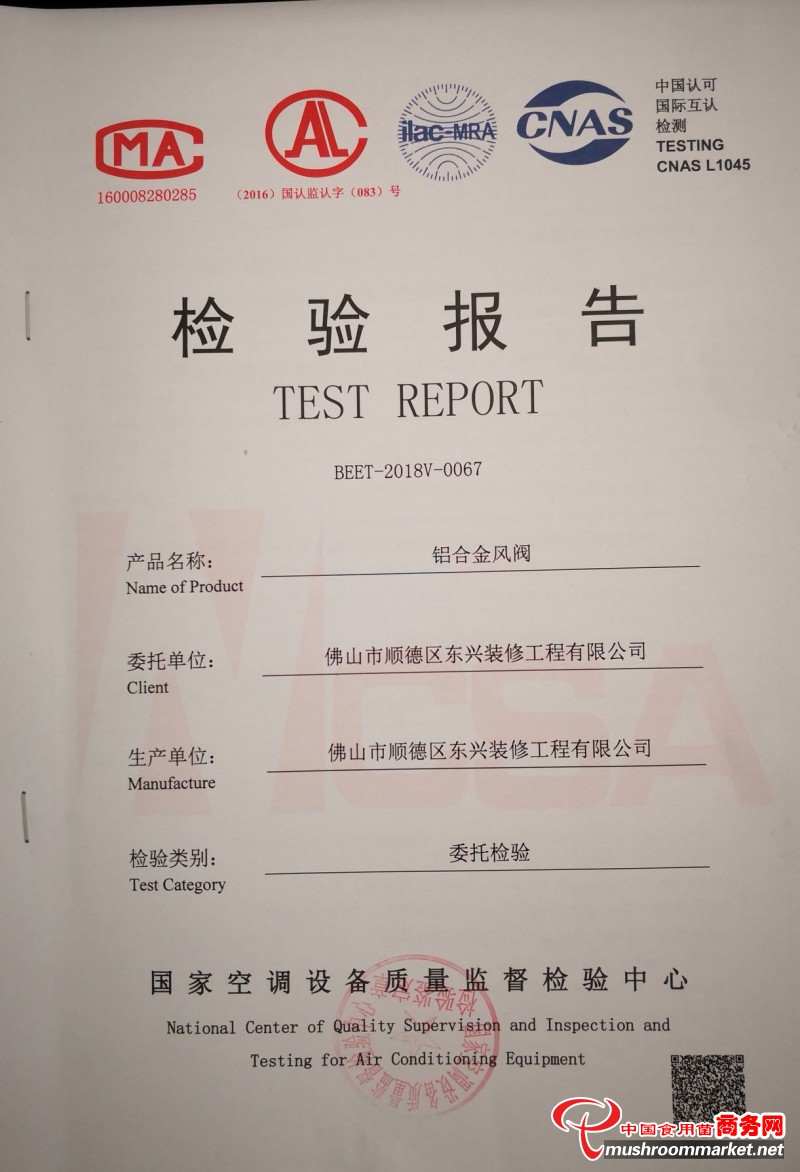 MA
160008280285
AL
(2016)国认监认字(083)号
ilac-MRA
CNAS
中国认可
国际互认
检测
TESTING
CNAS L1045
检验报告
TEST REPORT
BEET-2018V-0067
产品名称: 铝合金风阀
Name of Product
委托单位: 佛山市顺德区东兴装修工程有限公司
Client
生产单位: 佛山市顺德区东兴装修工程有限公司
Manufacture
检验类别: 委托检验
Test Category
国家空调设备质量监督检验中心
National Center of Quality Supervision and Inspection and
Testing for Air Conditioning Equipment
中国食用菌商务网
mushroommarket.net